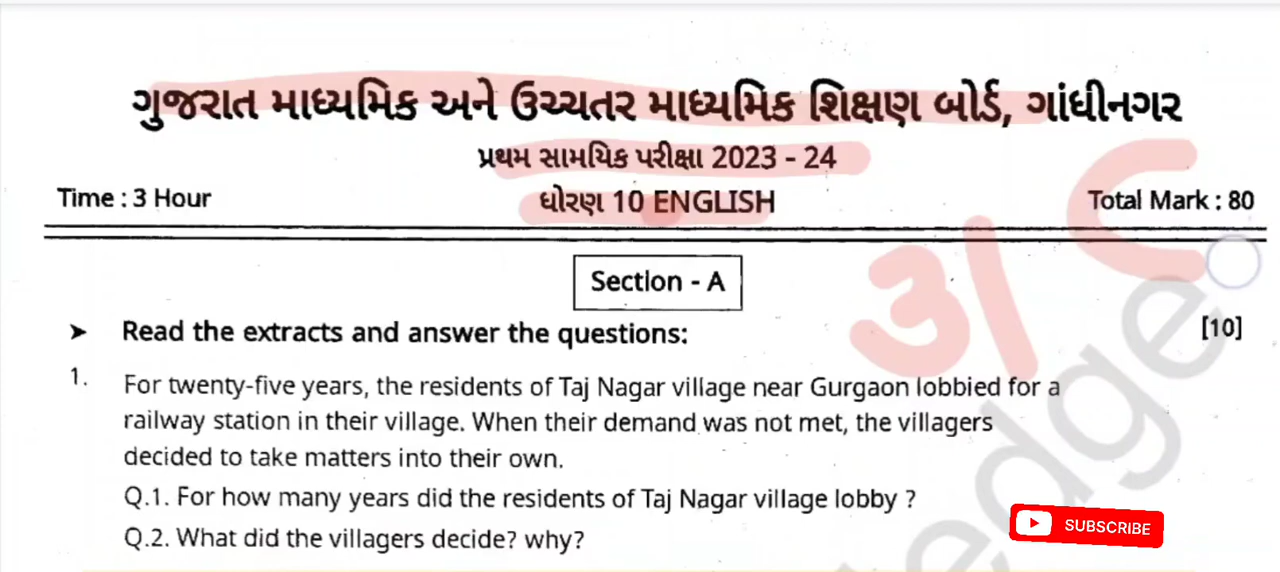 ગુજરાત માધ્યમિક અને ઉચ્ચતર માધ્યમિક શિક્ષણ બોર્ડ, ગાંધીનગર
પ્રથમ સામયિક પરીક્ષા 2023 - 24
Time : 3 Hour
ધોરણ 10 ENGLISH
Total Mark : 80
Section - A
➤ Read the extracts and answer the questions: [10]
1. For twenty-five years, the residents of Taj Nagar village near Gurgaon lobbied for a
railway station in their village. When their demand was not met, the villagers
decided to take matters into their own.
Q.1. For how many years did the residents of Taj Nagar village lobby ?
Q.2. What did the villagers decide? why?
SUBSCRIBE